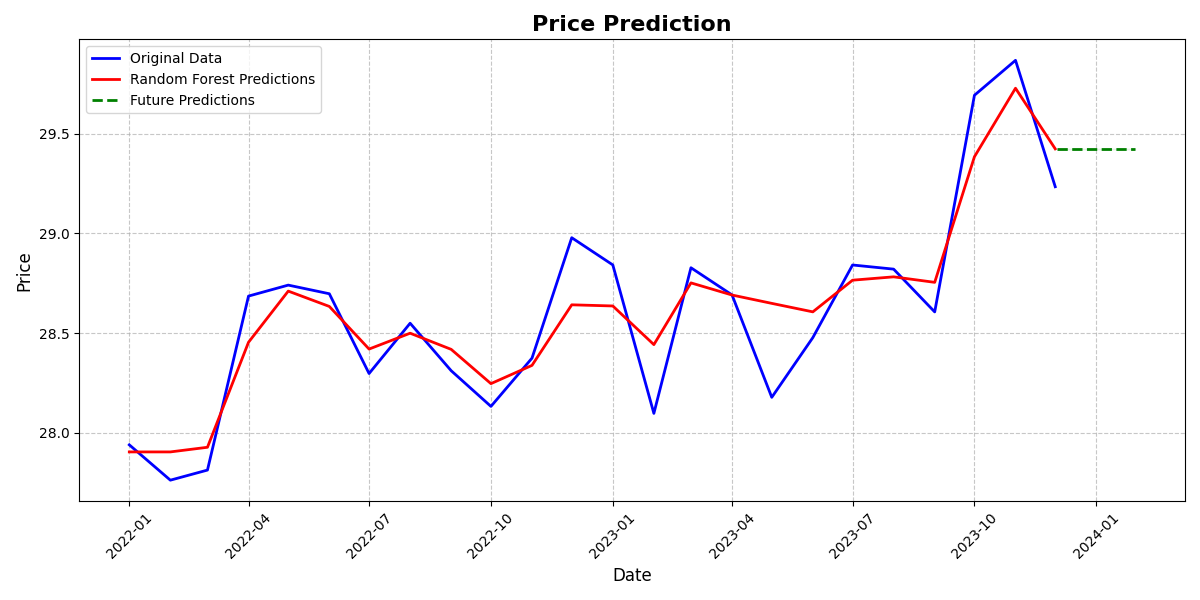 Price Prediction
Original Data
Random Forest Predictions
Future Predictions
Price
29.5
29.0
28.5
28.0
2022-01
2022-04
2022-07
2022-10
2023-01
2023-04
2023-07
2023-10
2024-01
Date